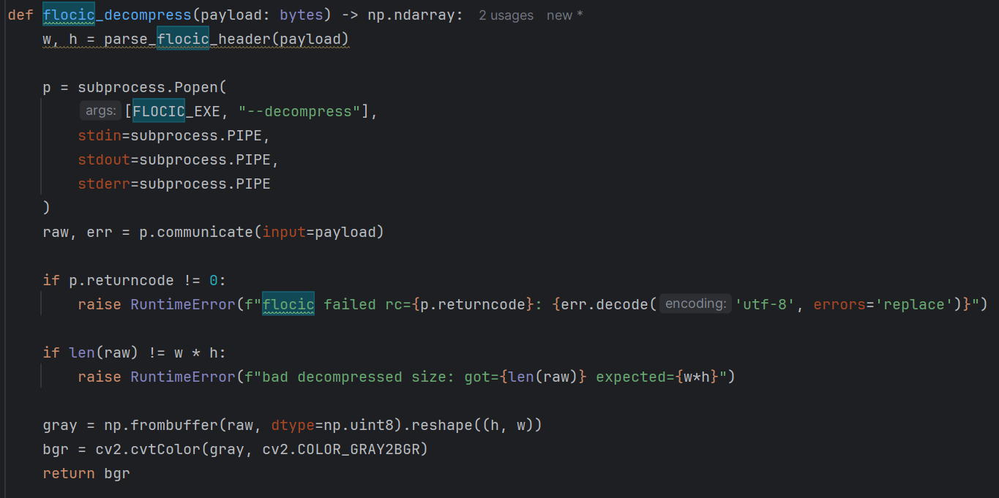 def flocic_decompress(payload: bytes) -> np.ndarray: 2 usages new *
w, h = parse_flocic_header(payload)
p = subprocess.Popen(
args: [FLOCIC_EXE, "--decompress"],
stdin=subprocess.PIPE,
stdout=subprocess.PIPE,
stderr=subprocess.PIPE
)
raw, err = p.communicate(input=payload)
if p.returncode != 0:
raise RuntimeError(f"flocic failed rc={p.returncode}: {err.decode( encoding: 'utf-8', errors='replace')}")
if len(raw) != w * h:
raise RuntimeError(f"bad decompressed size: got={len(raw)} expected={w*h}")
gray = np.frombuffer(raw, dtype=np.uint8).reshape((h, w))
bgr = cv2.cvtColor(gray, cv2.COLOR_GRAY2BGR)
return bgr